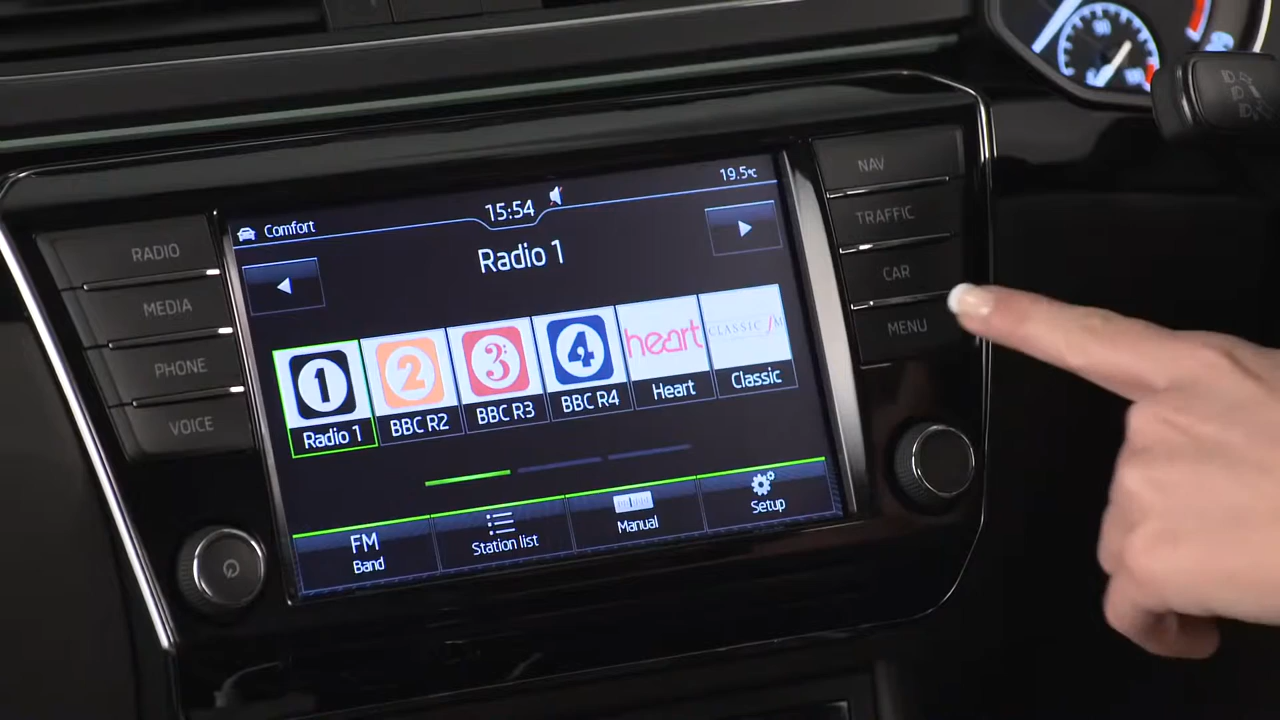 Comfort
15:54
19.5°C
Radio 1
1
2
3
4
heart
CLASSIC fM
Radio 1
BBC R2
BBC R3
BBC R4
Heart
Classic
FM
Band
Station list
Manual
Setup
RADIO
MEDIA
PHONE
VOICE
NAV
TRAFFIC
CAR
MENU
90